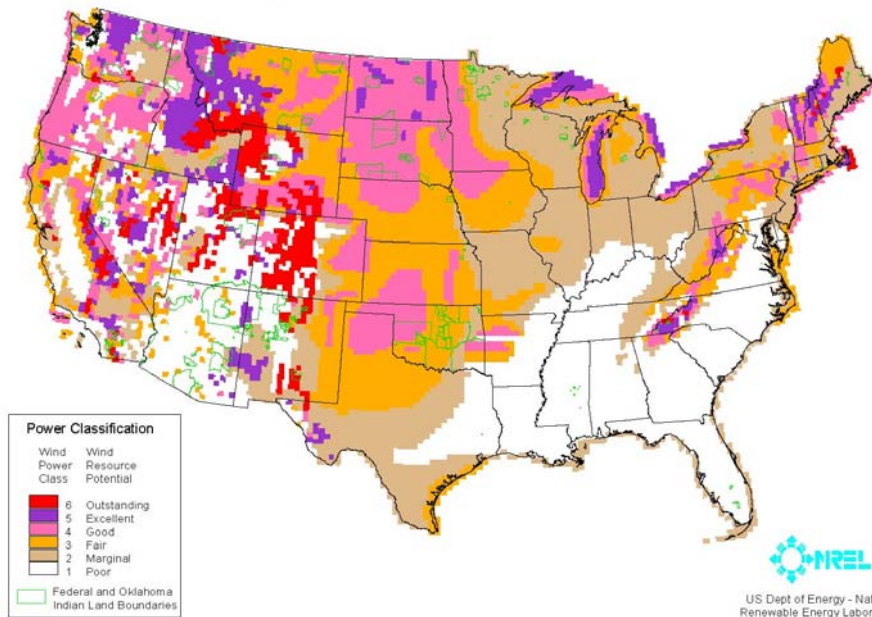 Power Classification
Wind Wind
Power Resource
Class Potential
6 Outstanding
5 Excellent
4 Good
3 Fair
2 Marginal
1 Poor
Federal and Oklahoma
Indian Land Boundaries
NREL
US Dept of Energy - Nat
Renewable Energy Labor